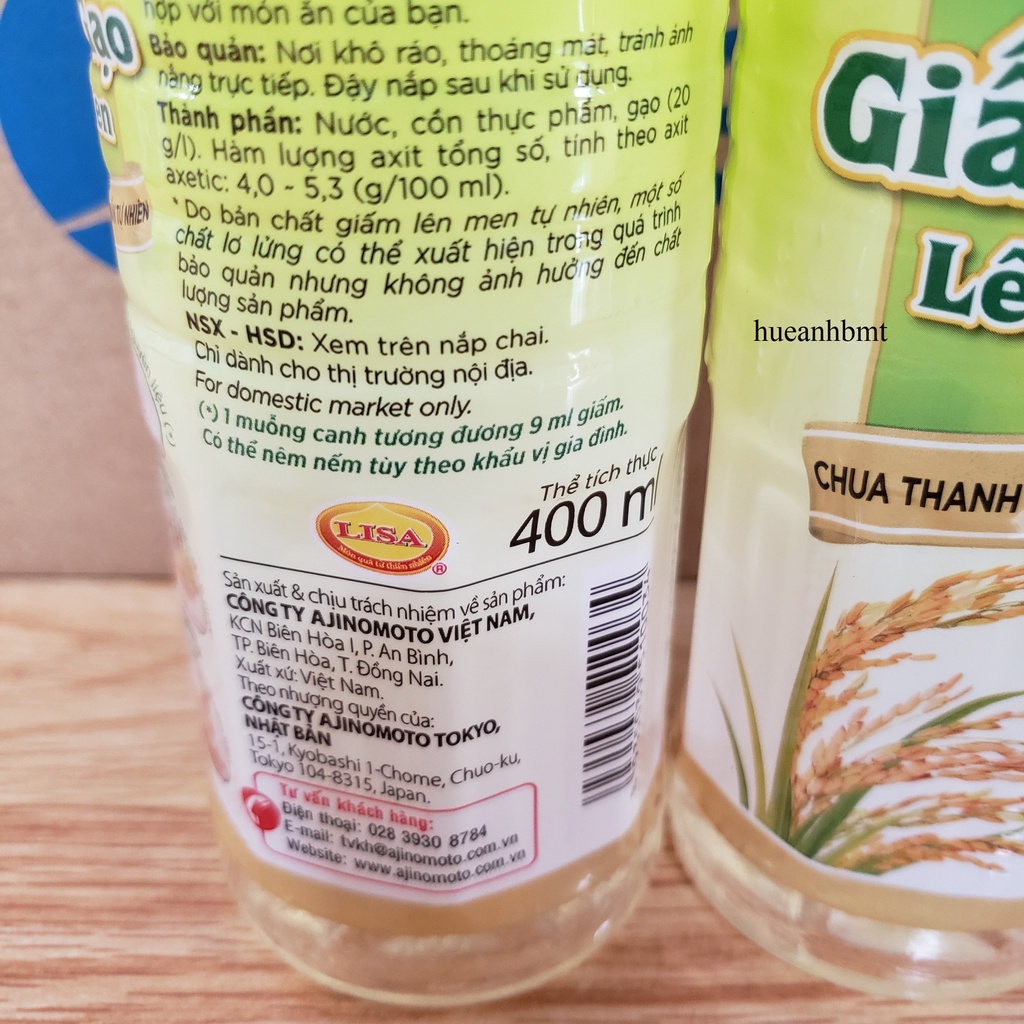 hợp với món ăn của bạn.
Bảo quản: Nơi khô ráo, thoáng mát, tránh ánh
nắng trực tiếp. Đậy nắp sau khi sử dụng.
Thành phần: Nước, cồn thực phẩm, gạo (20
g/l). Hàm lượng axit tổng số, tính theo axit
axetic: 4,0 - 5,3 (g/100 ml).
* Do bản chất giấm lên men tự nhiên, một số
chất lơ lửng có thể xuất hiện trong quá trình
bảo quản nhưng không ảnh hưởng đến chất
lượng sản phẩm.
NSX - HSD: Xem trên nắp chai.
Chỉ dành cho thị trường nội địa.
For domestic market only.
(*) 1 muỗng canh tương đương 9 ml giấm.
Có thể nêm nếm tùy theo khẩu vị gia đình.
Thể tích thực
400 ml
LISA
Món quà từ thiên nhiên
®
Sản xuất & chịu trách nhiệm về sản phẩm:
CÔNG TY AJINOMOTO VIỆT NAM,
KCN Biên Hòa I, P. An Bình,
TP. Biên Hòa, T. Đồng Nai.
Xuất xứ: Việt Nam.
Theo nhượng quyền của:
CÔNG TY AJINOMOTO TOKYO,
NHẬT BẢN
15-1, Kyobashi 1-Chome, Chuo-ku,
Tokyo 104-8315, Japan.
Tư vấn khách hàng:
Điện thoại: 028 3930 8784
E-mail: tvkh@ajinomoto.com.vn
Website: www.ajinomoto.com.vn
Giấ
Lê
CHUA THANH
hueanhbmt